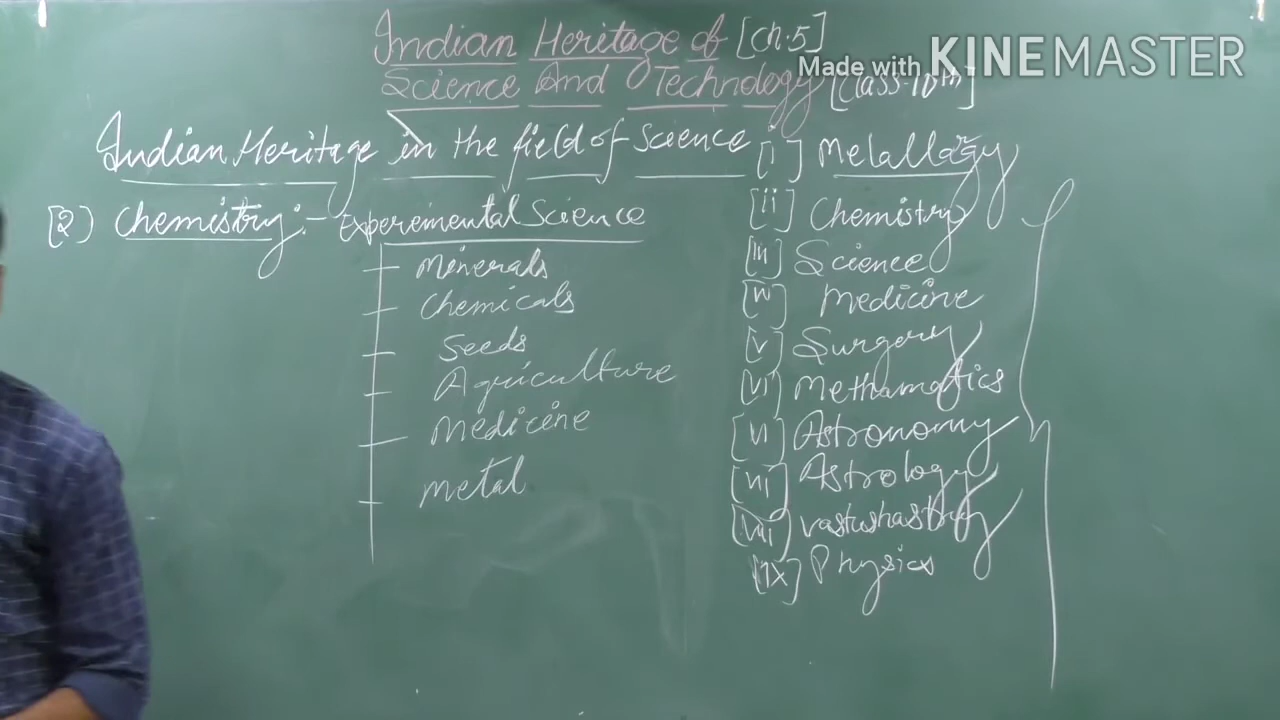 Indian Heritage of [Ch.5]
Science And Technology [Class-10th]
Made with KINEMASTER
Indian Heritage in the field of Science
[2] Chemistry:- Experemental Science
Minerals
Chemicals
Seeds
Agriculture
Medicine
Metal
[i] Melallargy
[ii] Chemistry
[iii] Science
[iv] Medicine
[v] Surgery
[vi] Methamatics
[vi] Astronomy
[vii] Astrology
[viii] vastushastry
[ix] Physics